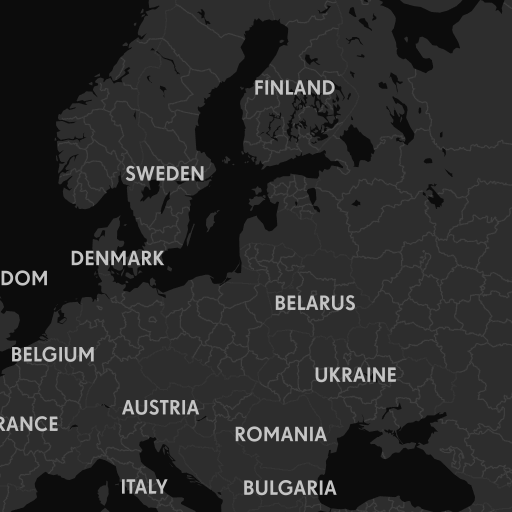 FINLAND
SWEDEN
DENMARK
DOM
BELARUS
BELGIUM
UKRAINE
AUSTRIA
RANCE
ROMANIA
ITALY
BULGARIA